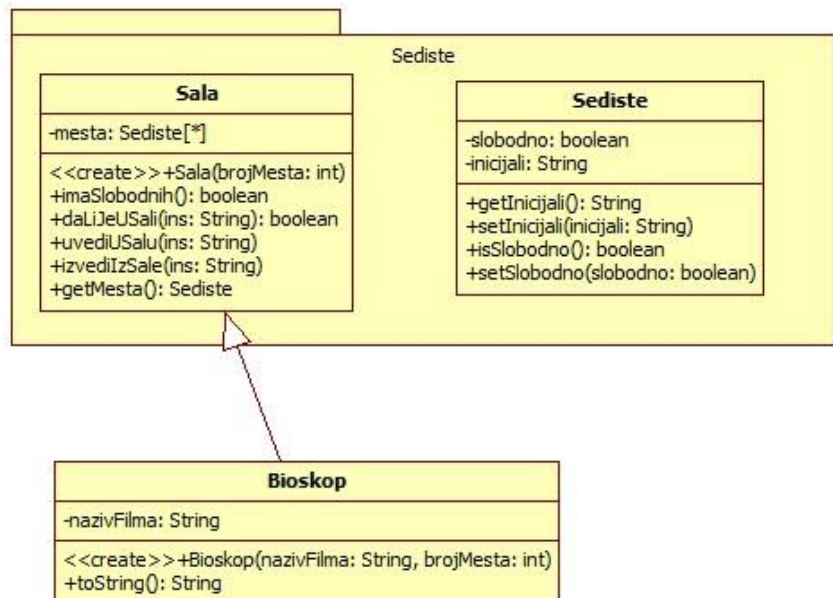 Sediste
Sala
-mesta: Sediste[*]
<<create>>+Sala(brojMesta: int)
+imaSlobodnih(): boolean
+daLiJeUSali(ins: String): boolean
+uvediUSalu(ins: String)
+izvediIzSale(ins: String)
+getMesta(): Sediste
Sediste
-slobodno: boolean
-inicijali: String
+getInicijali(): String
+setInicijali(inicijali: String)
+isSlobodno(): boolean
+setSlobodno(slobodno: boolean)
Bioskop
-nazivFilma: String
<<create>>+Bioskop(nazivFilma: String, brojMesta: int)
+toString(): String